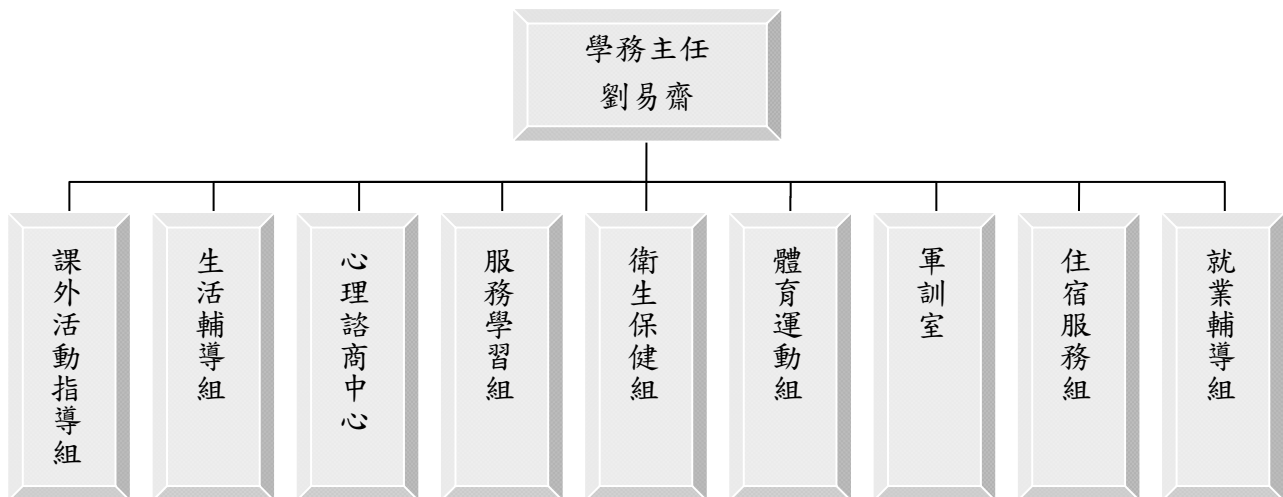 學務主任
劉易齋
課外活動指導組
生活輔導組
心理諮商中心
服務學習組
衛生保健組
體育運動組
軍訓室
住宿服務組
就業輔導組